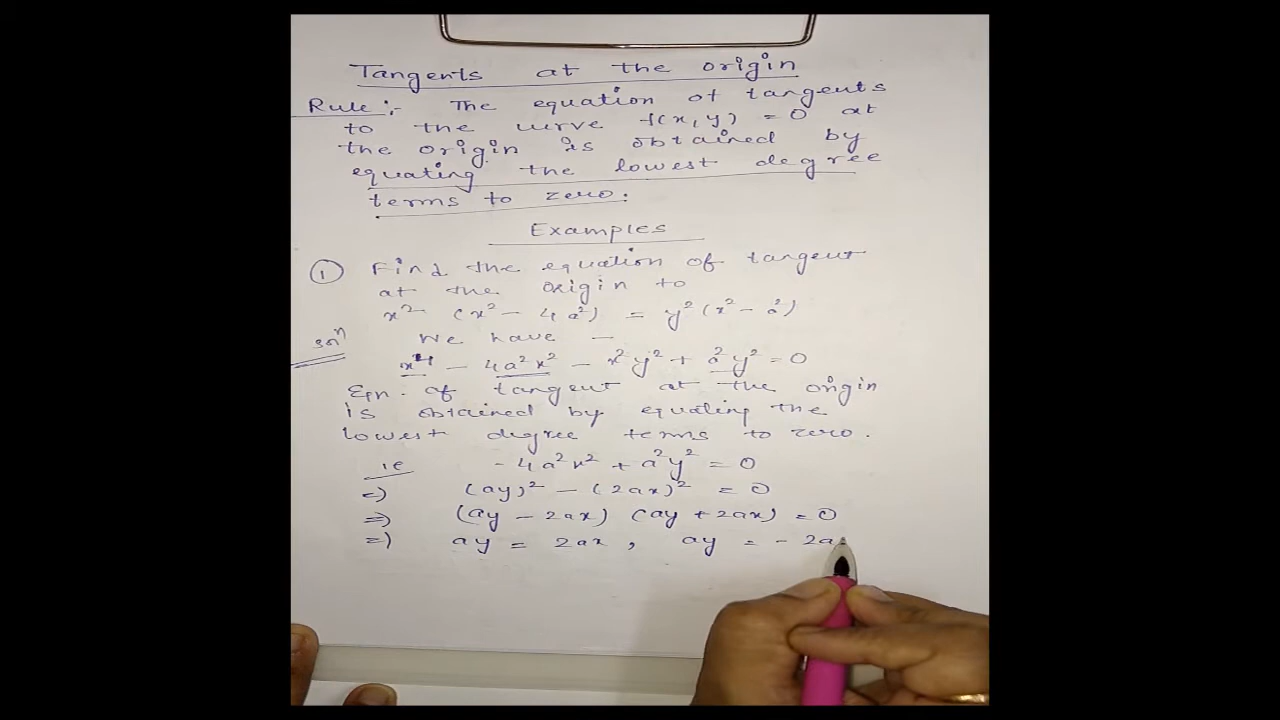 Tangents at the origin
Rule :- The equation of tangents
to the curve f(x, y) = 0 at
the origin is obtained by
equating the lowest degree
terms to zero.
Examples
① Find the equation of tangent
at the origin to
x² (x² - 4a²) = y² (x² - a²)
Solⁿ We have -
x⁴ - 4a²x² - x²y² + a²y² = 0
Eqn. of tangent at the origin
is obtained by equating the
lowest degree terms to zero.
ie - 4a²x² + a²y² = 0
=) (ay)² - (2ax)² = 0
=) (ay - 2ax) (ay + 2ax) = 0
=) ay = 2ax , ay = - 2a